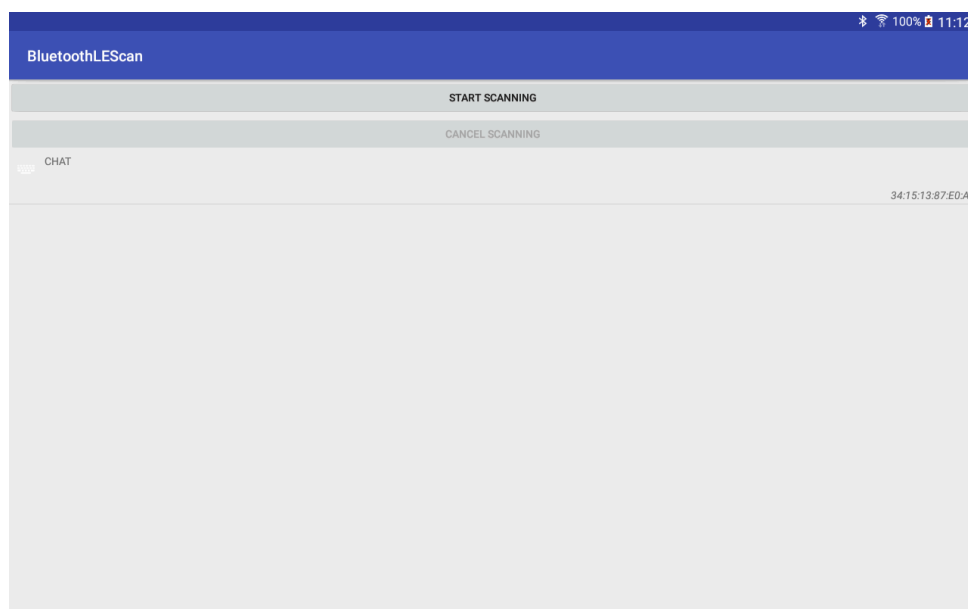 100% 11:12
BluetoothLEScan
START SCANNING
CANCEL SCANNING
CHAT
34:15:13:87:E0:A